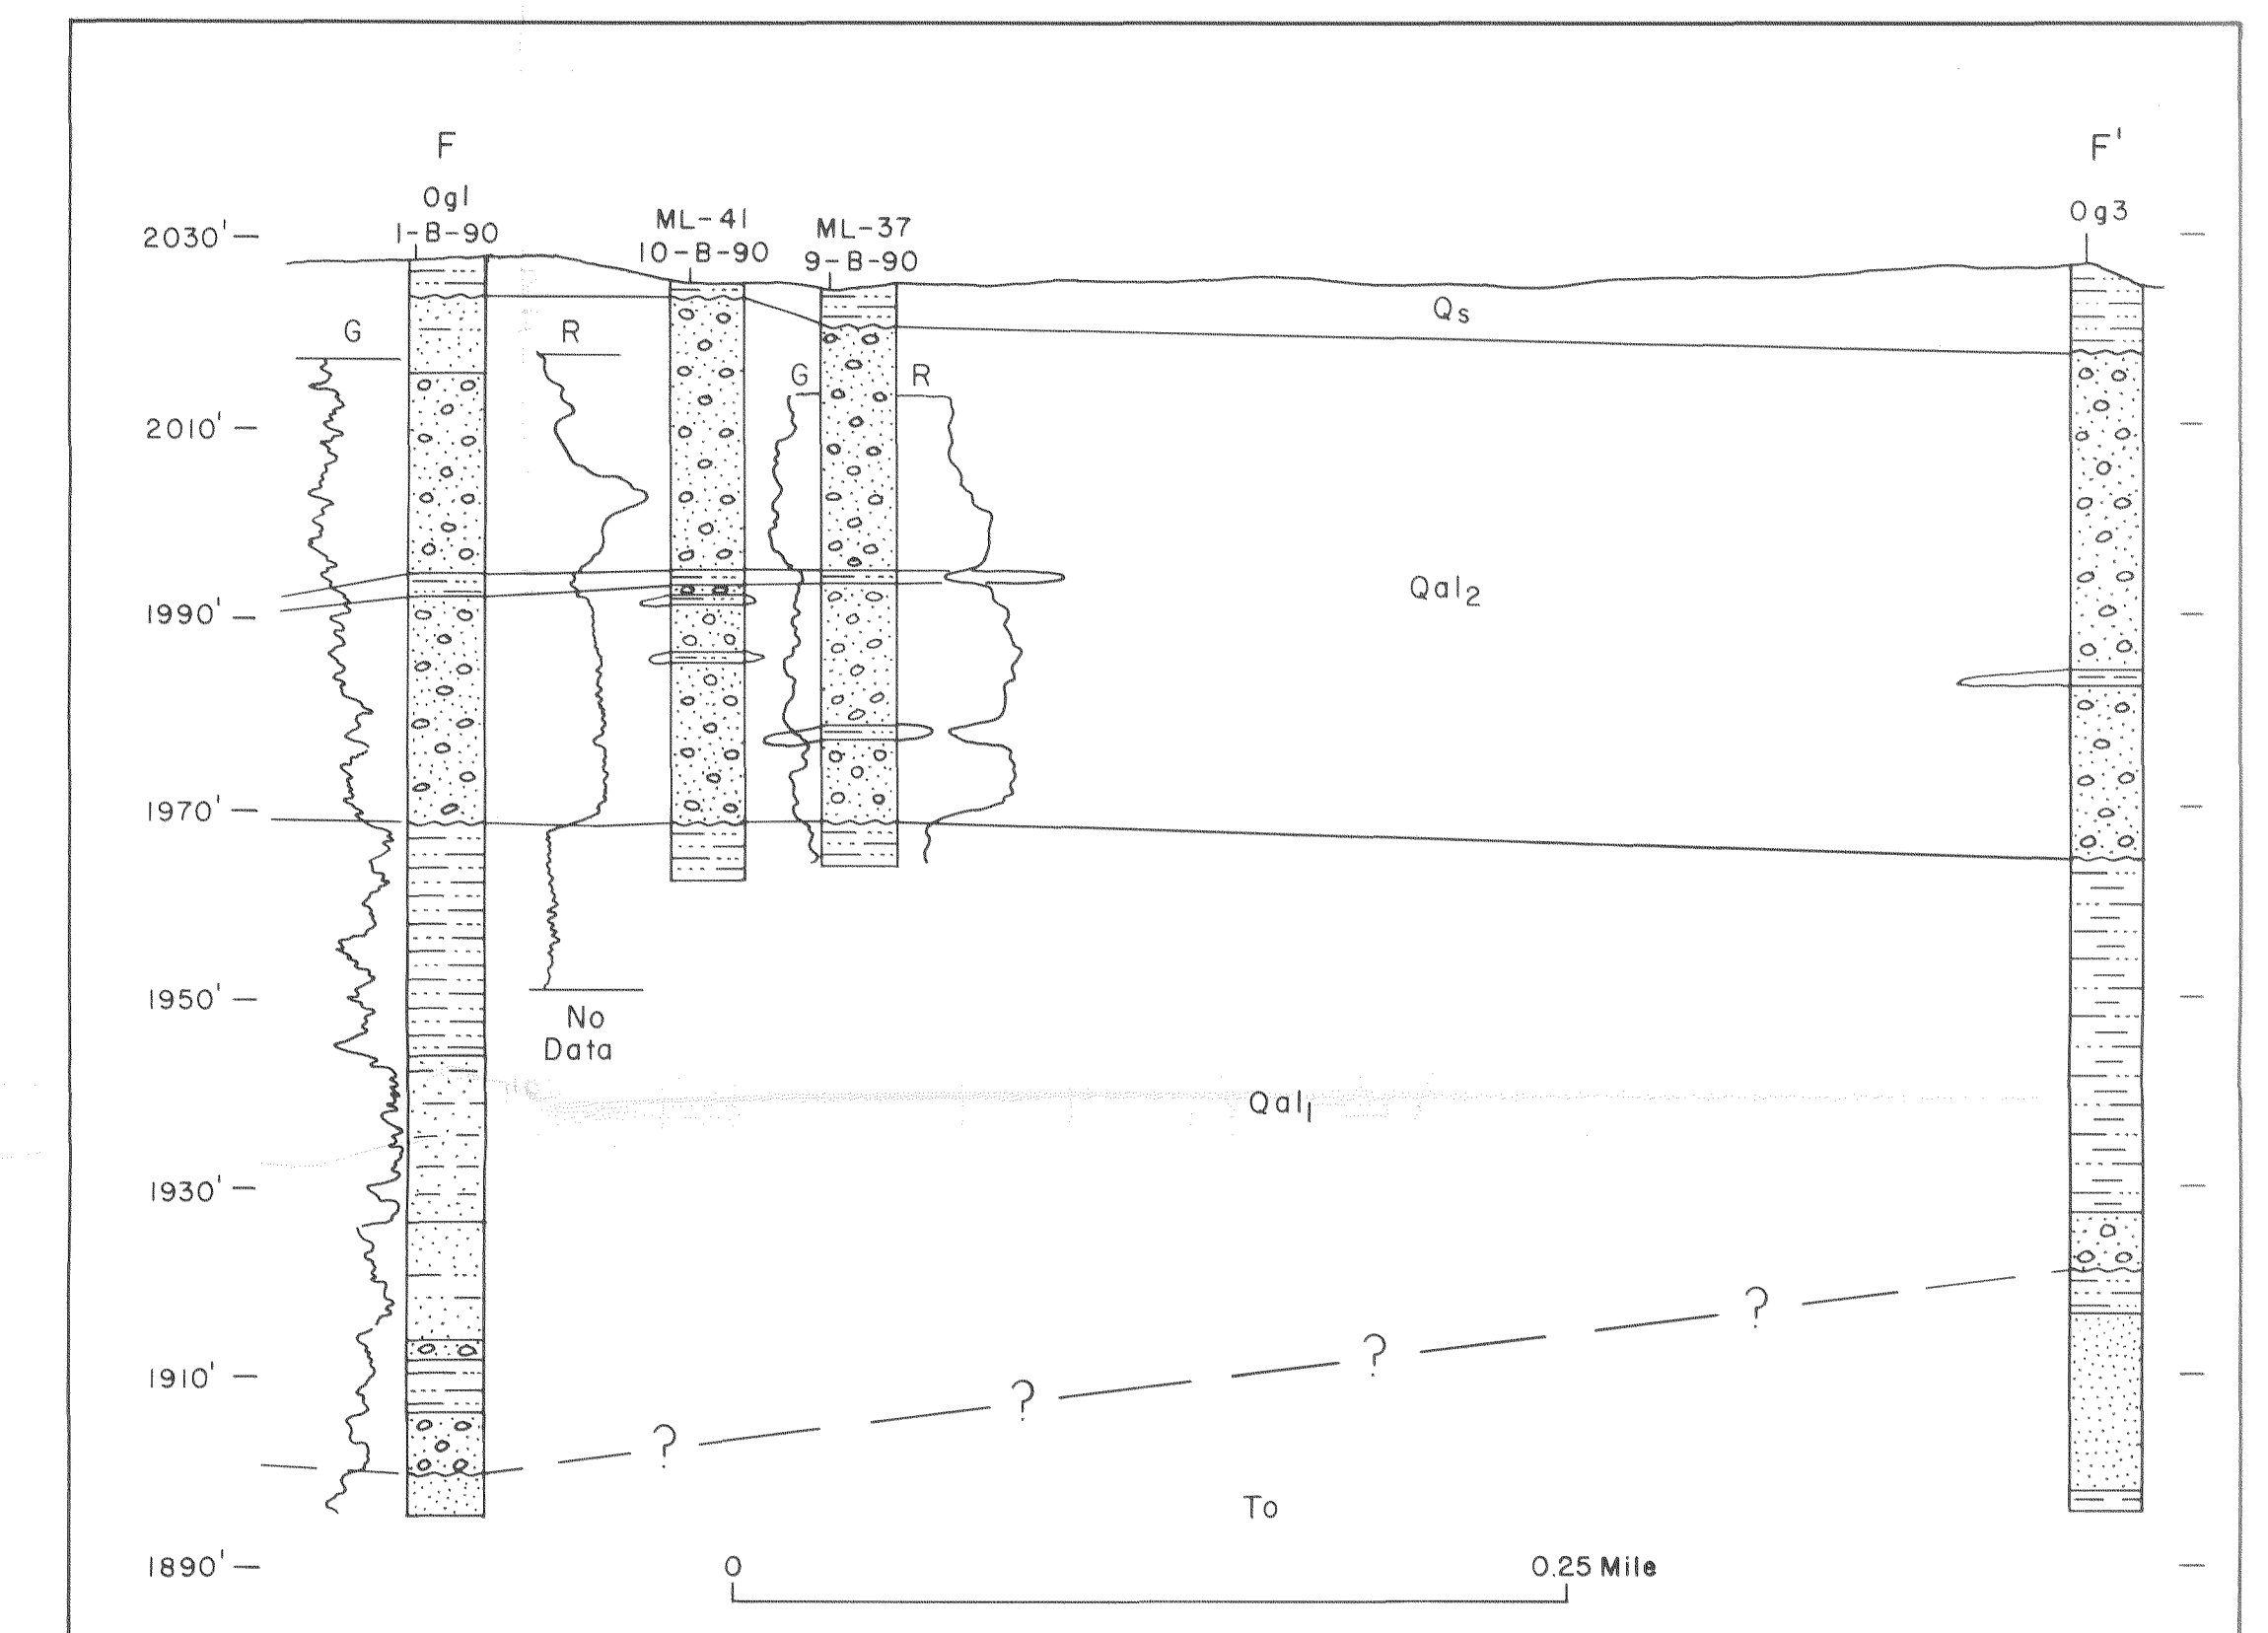 F
F'
Ogl
1-B-90
ML-41
10-B-90
ML-37
9-B-90
Og3
2030'
Qs
G
R
G
R
2010'
Qal2
1990'
1970'
1950'
No
Data
Qal1
1930'
?
?
1910'
?
?
To
1890'
0
0.25 Mile